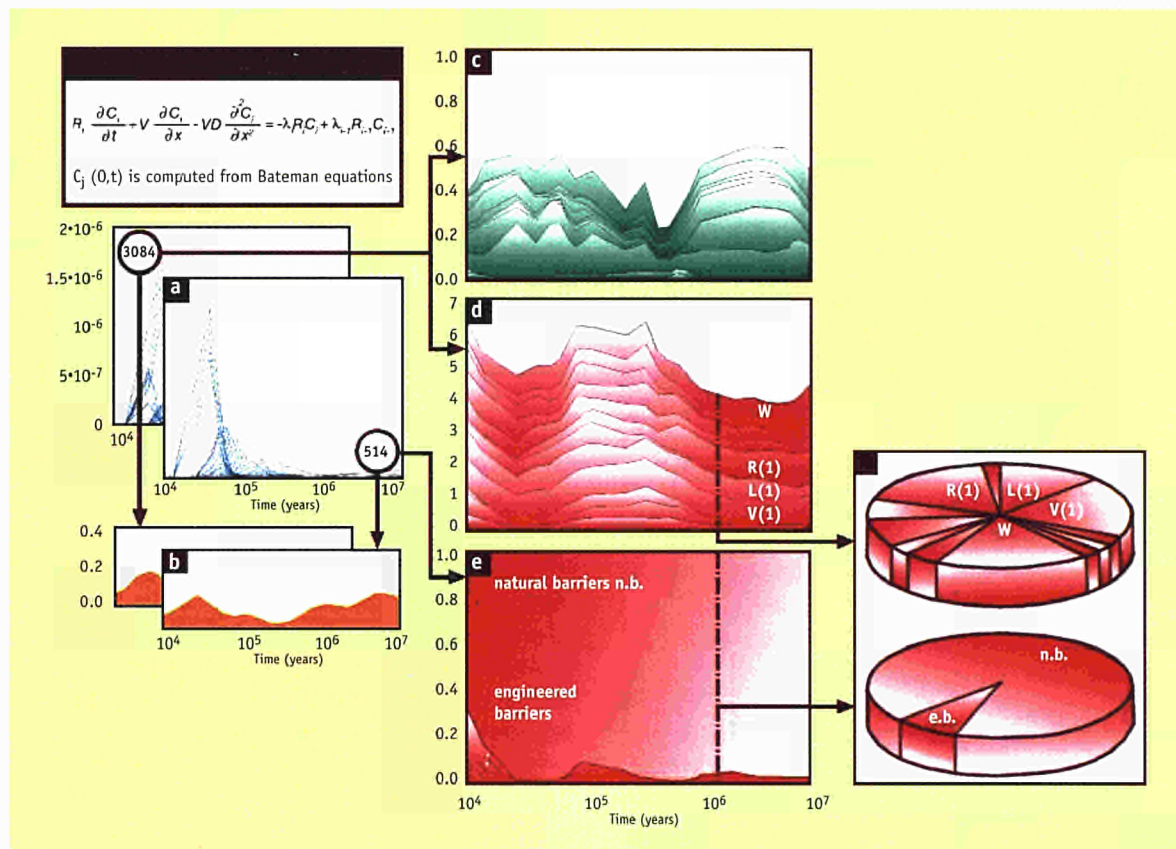 C_j (0,t) is computed from Bateman equations
2•10⁻⁶
1.5•10⁻⁶
10⁻⁶
5•10⁻⁷
0
10⁴
3084
a
514
10⁴ 10⁵ 10⁶ 10⁷
Time (years)
0.4
0.2
0.0
b
10⁴ 10⁵ 10⁶ 10⁷
Time (years)
c
1.0
0.8
0.6
0.4
0.2
0.0
d
7
6
5
4
3
2
1
0
W
R(1)
L(1)
V(1)
e
1.0
0.8
0.6
0.4
0.2
0.0
natural barriers n.b.
engineered
barriers
10⁴ 10⁵ 10⁶ 10⁷
Time (years)
R(1) L(1)
V(1)
W
n.b.
e.b.